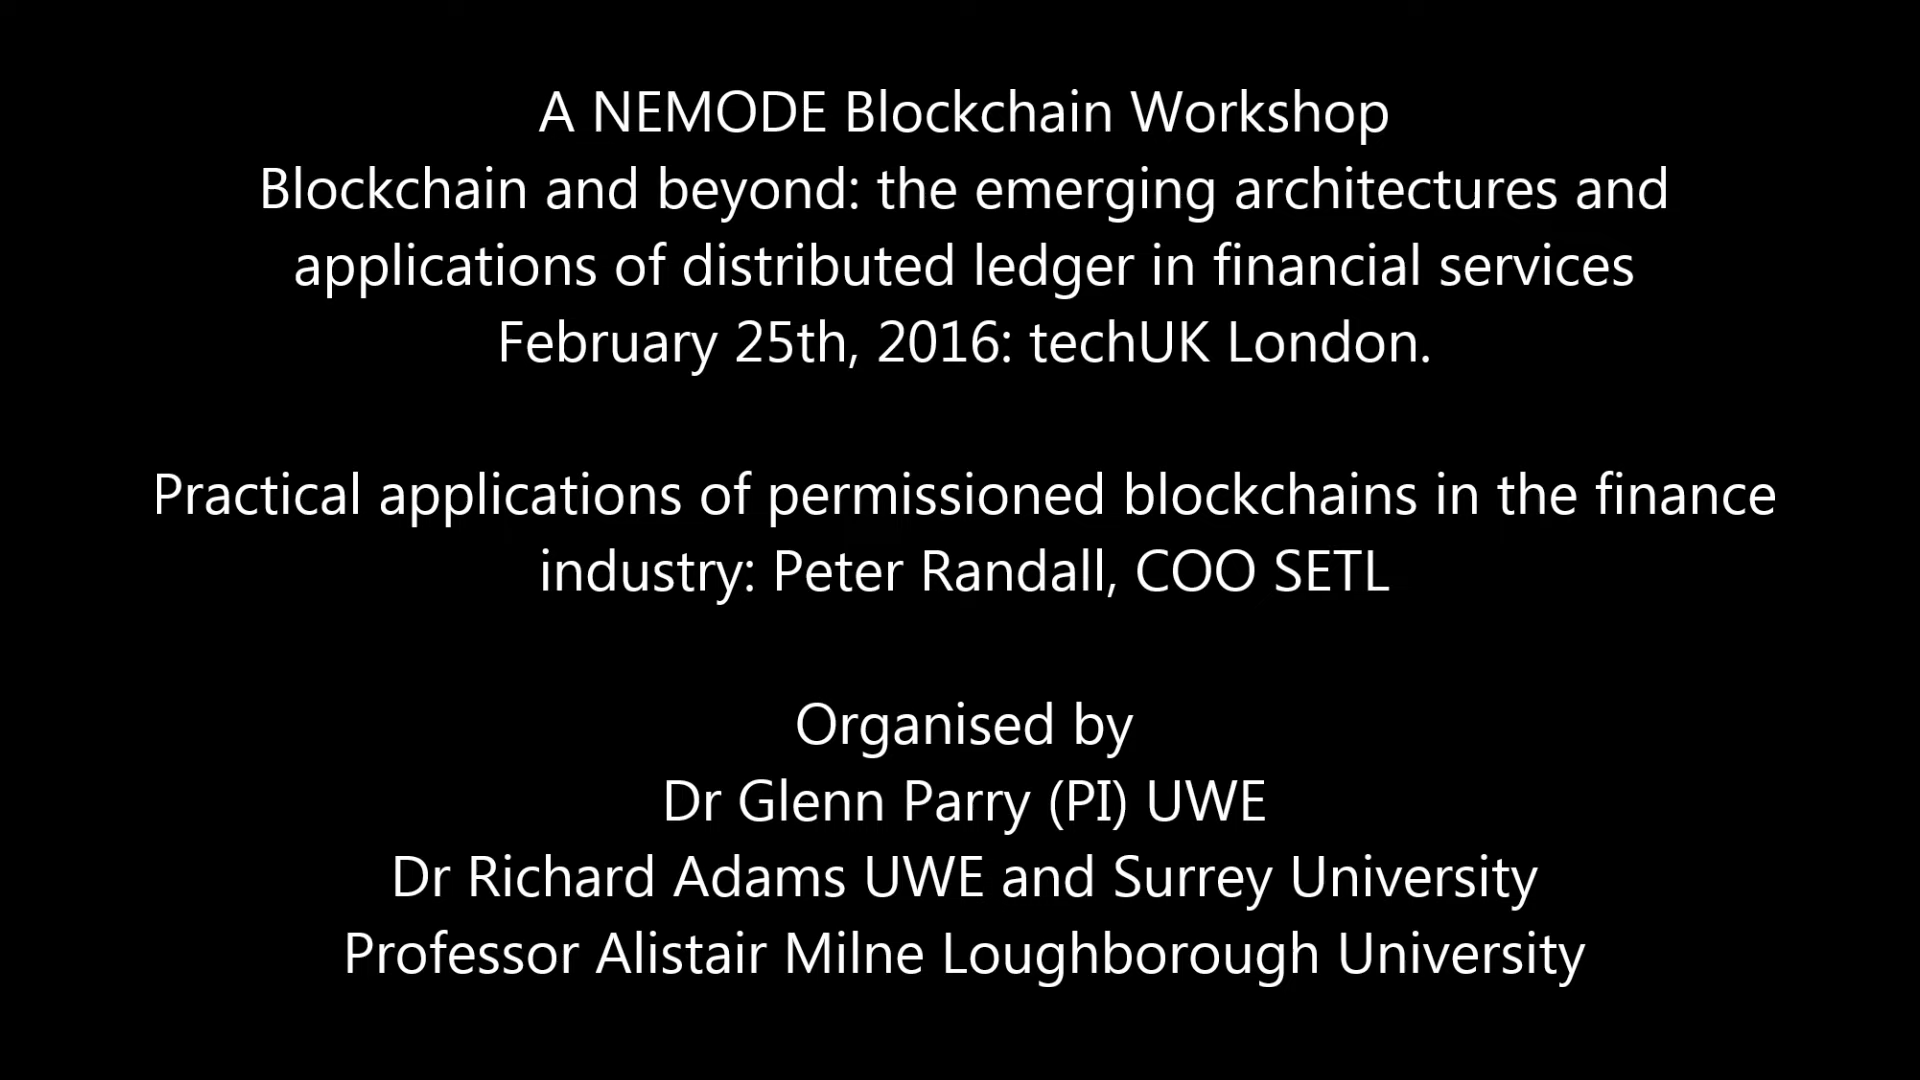 A NEMODE Blockchain Workshop
Blockchain and beyond: the emerging architectures and
applications of distributed ledger in financial services
February 25th, 2016: techUK London.
Practical applications of permissioned blockchains in the finance
industry: Peter Randall, COO SETL
Organised by
Dr Glenn Parry (PI) UWE
Dr Richard Adams UWE and Surrey University
Professor Alistair Milne Loughborough University